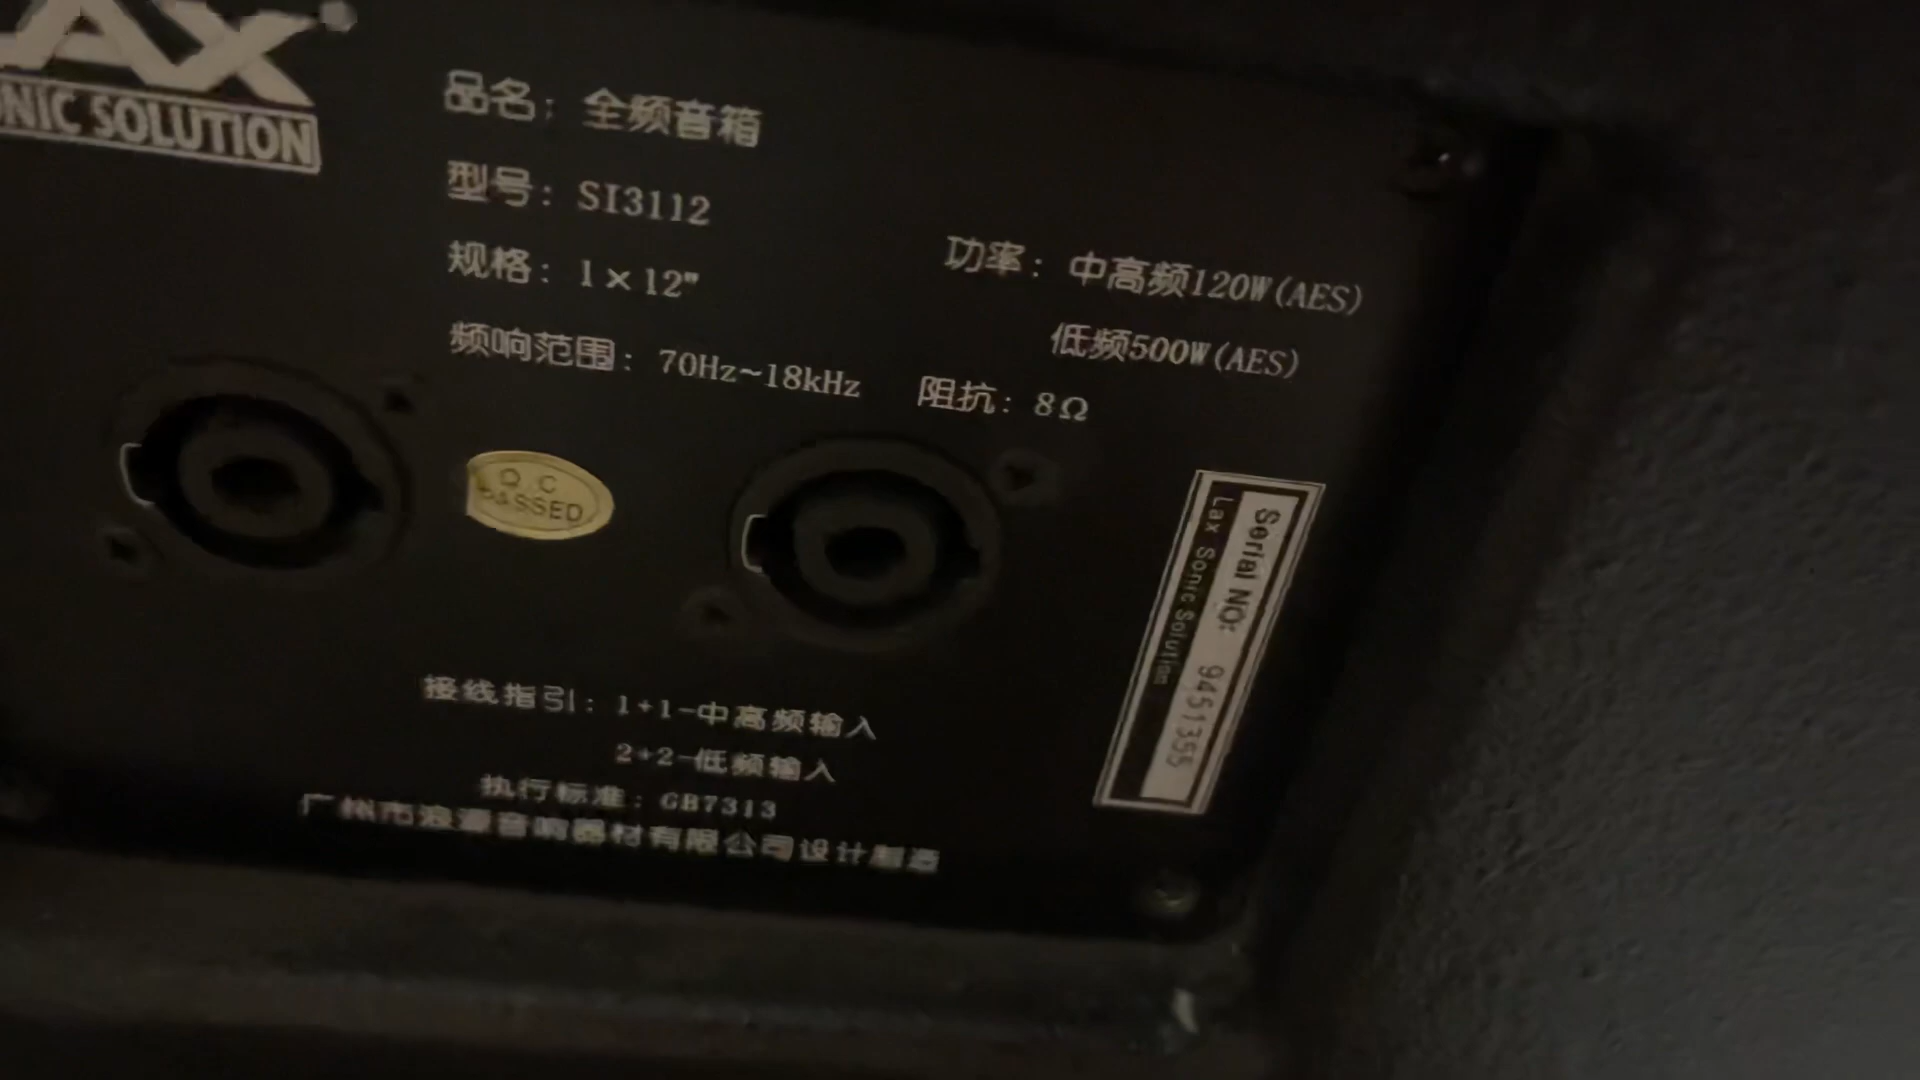 AX
ONIC SOLUTION
品名：全频音箱
型号：SI3112
规格：1×12"
频响范围：70Hz~18kHz
功率：中高频120W(AES)
低频500W(AES)
阻抗：8Ω
Q C
PASSED
Serial NO: 9451355
Lax Sonic Solution
接线指引：1+1-中高频输入
2+2-低频输入
执行标准：GB7313
广州市浪潭音响器材有限公司设计制造